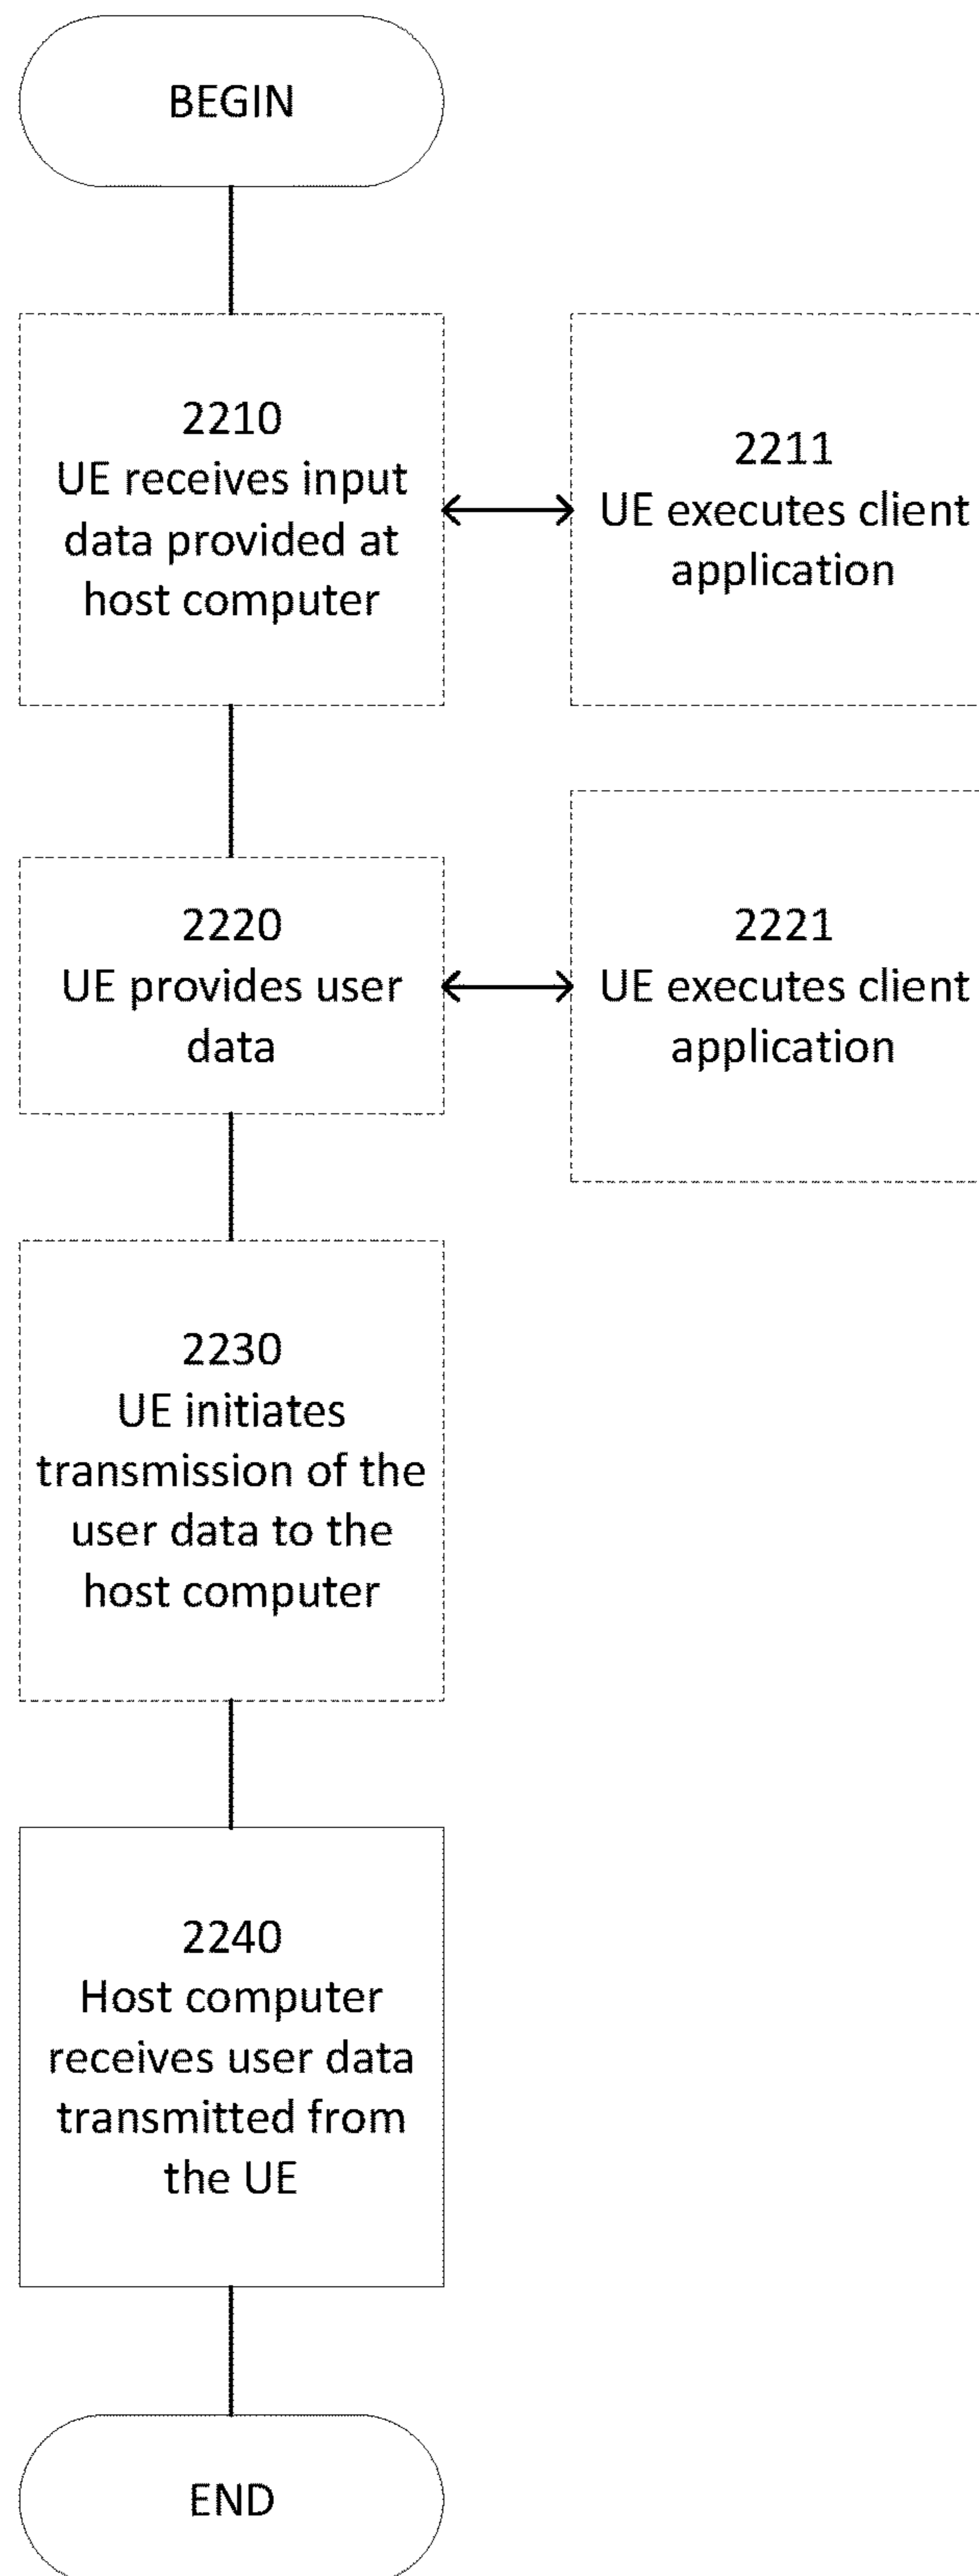 BEGIN
2210
UE receives input
data provided at
host computer
2211
UE executes client
application
2220
UE provides user
data
2221
UE executes client
application
2230
UE initiates
transmission of the
user data to the
host computer
2240
Host computer
receives user data
transmitted from
the UE
END